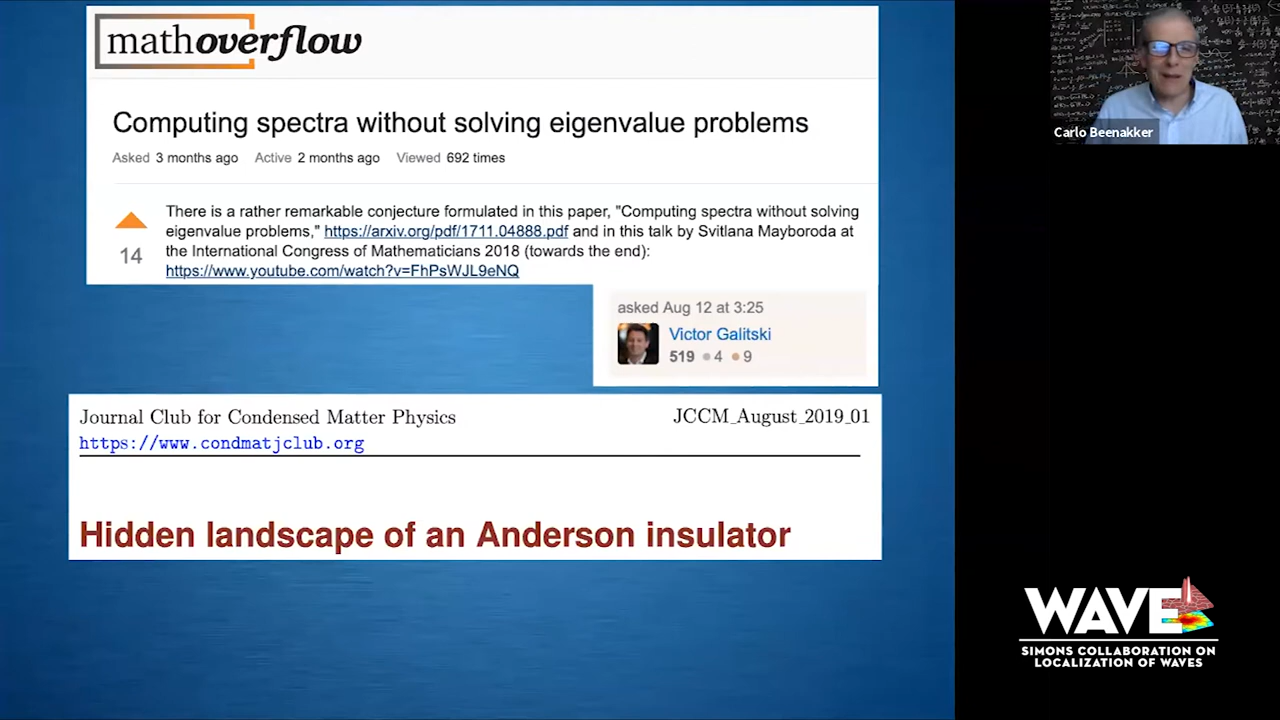 mathoverflow
Computing spectra without solving eigenvalue problems
Asked 3 months ago Active 2 months ago Viewed 692 times
There is a rather remarkable conjecture formulated in this paper, "Computing spectra without solving
eigenvalue problems," https://arxiv.org/pdf/1711.04888.pdf and in this talk by Svitlana Mayboroda at
14
the International Congress of Mathematicians 2018 (towards the end):
https://www.youtube.com/watch?v=FhPsWJL9eNQ
asked Aug 12 at 3:25
Victor Galitski
519 4 9
Journal Club for Condensed Matter Physics JCCM_August_2019_01
https://www.condmatjclub.org
Hidden landscape of an Anderson insulator
Carlo Beenakker
WAVE
SIMONS COLLABORATION ON
LOCALIZATION OF WAVES